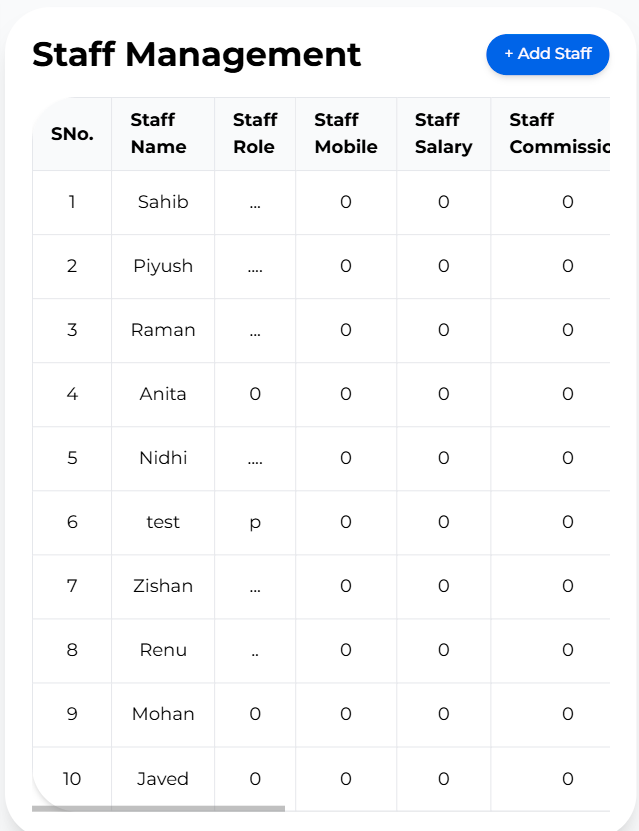 Staff Management
+ Add Staff
SNo. Staff Name Staff Role Staff Mobile Staff Salary Staff Commissio
1 Sahib ... 0 0 0
2 Piyush .... 0 0 0
3 Raman ... 0 0 0
4 Anita 0 0 0 0
5 Nidhi .... 0 0 0
6 test p 0 0 0
7 Zishan ... 0 0 0
8 Renu .. 0 0 0
9 Mohan 0 0 0 0
10 Javed 0 0 0 0